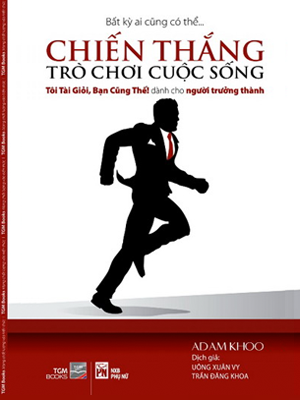 Bất kỳ ai cũng có thể...
CHIẾN THẮNG
TRÒ CHƠI CUỘC SỐNG
Tôi Tài Giỏi, Bạn Cũng Thế! dành cho người trưởng thành
ADAM KHOO
Dịch giả:
UÔNG XUÂN VY
TRẦN ĐĂNG KHOA
TGM
BOOKS
NXB
PHỤ NỮ